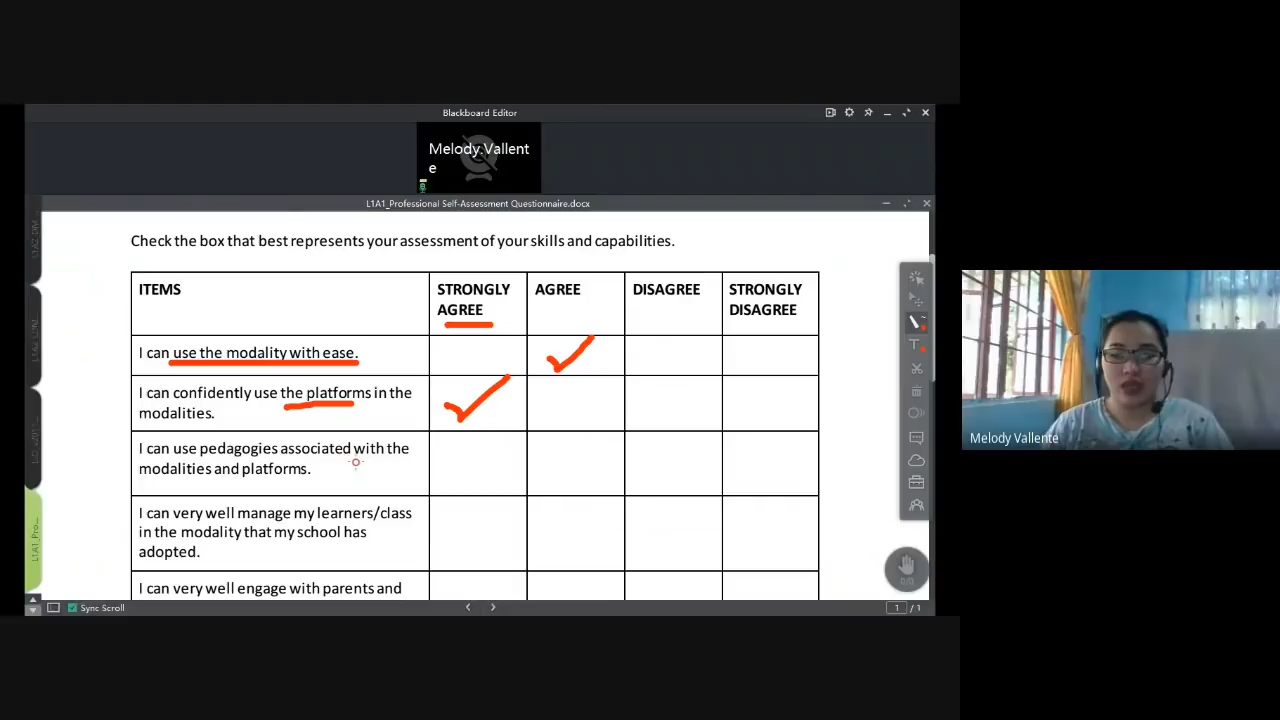 Blackboard Editor
Melody Vallent
e
L1A1_Professional Self-Assessment Questionnaire.docx
Check the box that best represents your assessment of your skills and capabilities.
ITEMS
STRONGLY
AGREE
AGREE
DISAGREE
STRONGLY
DISAGREE
I can use the modality with ease.
I can confidently use the platforms in the
modalities.
I can use pedagogies associated with the
modalities and platforms.
I can very well manage my learners/class
in the modality that my school has
adopted.
I can very well engage with parents and
L1A1_Pro...
0/0
Sync Scroll
1 / 1
Melody Vallente